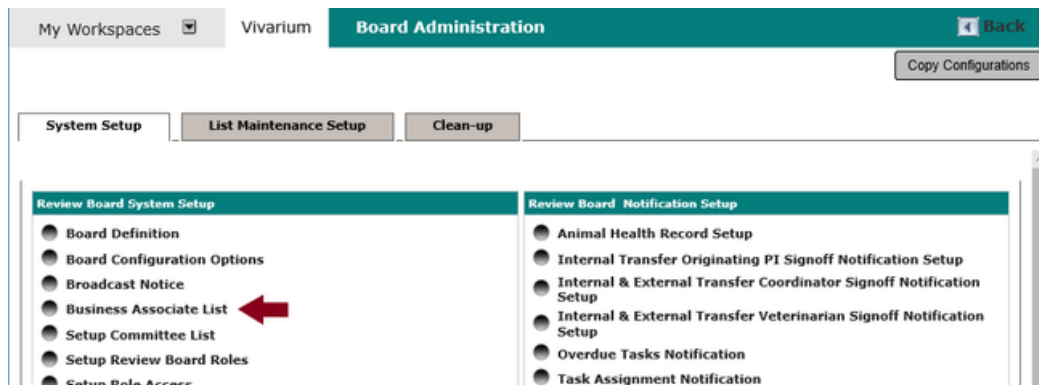 My Workspaces Vivarium Board Administration Back
Copy Configurations
System Setup List Maintenance Setup Clean-up
Review Board System Setup
Board Definition
Board Configuration Options
Broadcast Notice
Business Associate List
Setup Committee List
Setup Review Board Roles
Setup Role Access
Review Board Notification Setup
Animal Health Record Setup
Internal Transfer Originating PI Signoff Notification Setup
Internal & External Transfer Coordinator Signoff Notification
Setup
Internal & External Transfer Veterinarian Signoff Notification
Setup
Overdue Tasks Notification
Task Assignment Notification